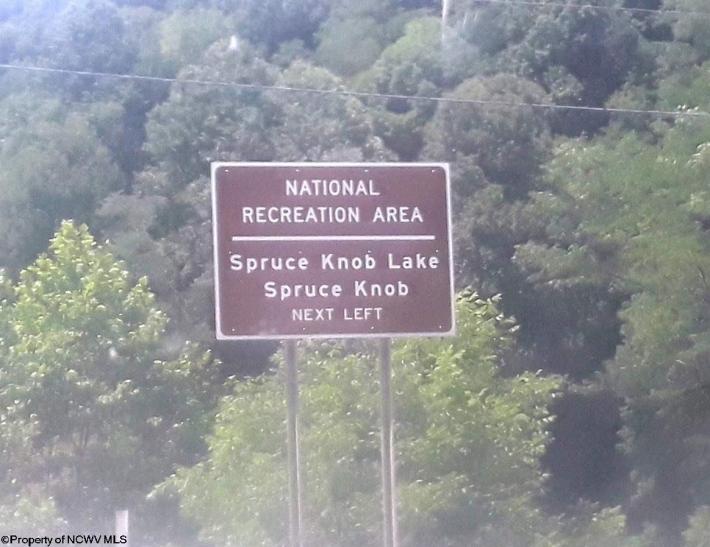 NATIONAL
RECREATION AREA
Spruce Knob Lake
Spruce Knob
NEXT LEFT
©Property of NCWV MLS